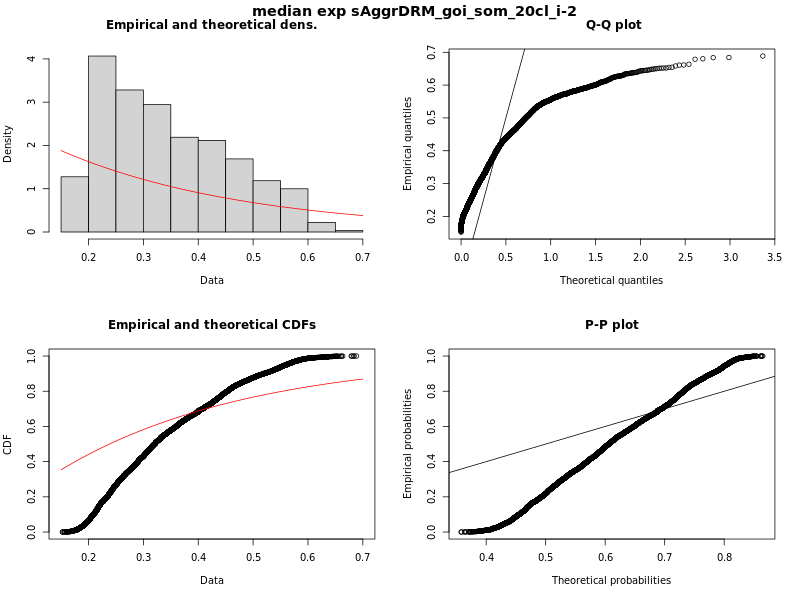 median exp sAggrDRM_goi_som_20cl_i-2
Empirical and theoretical dens.
Density
0 1 2 3 4
0.2 0.3 0.4 0.5 0.6 0.7
Data
Q-Q plot
Empirical quantiles
0.2 0.3 0.4 0.5 0.6 0.7
0.0 0.5 1.0 1.5 2.0 2.5 3.0 3.5
Theoretical quantiles
Empirical and theoretical CDFs
CDF
0.0 0.2 0.4 0.6 0.8 1.0
0.2 0.3 0.4 0.5 0.6 0.7
Data
P-P plot
Empirical probabilities
0.0 0.2 0.4 0.6 0.8 1.0
0.4 0.5 0.6 0.7 0.8
Theoretical probabilities